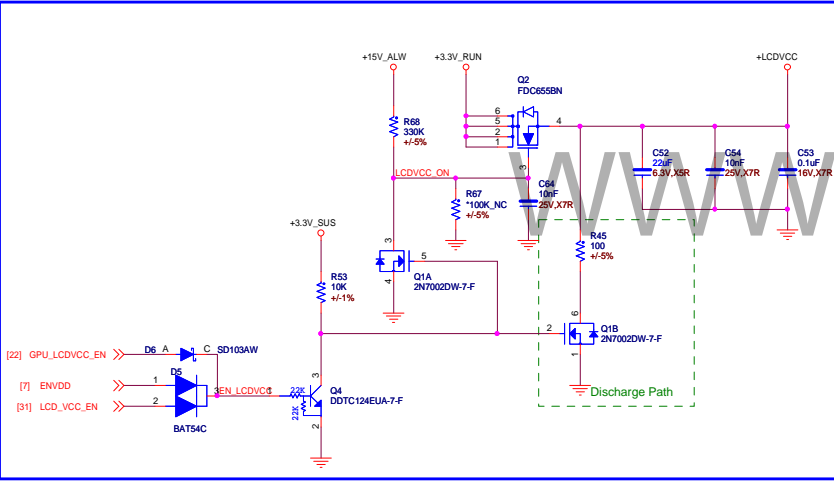 +15V_ALW
+3.3V_RUN
+LCDVCC
Q2
FDC655BN
6
5
2
1
4
3
R68
330K
+/-5%
LCDVCC_ON
R67
*100K_NC
+/-5%
C64
10nF
25V,X7R
C52
22uF
6.3V,X5R
C54
10nF
25V,X7R
C53
0.1uF
16V,X7R
WWW
+3.3V_SUS
R53
10K
+/-1%
3
5
4
Q1A
2N7002DW-7-F
R45
100
+/-5%
6
2
1
Q1B
2N7002DW-7-F
Discharge Path
[22] GPU_LCDVCC_EN
D6 A C SD103AW
[7] ENVDD
D5
1
3
EN_LCDVCC
1
[31] LCD_VCC_EN
2
BAT54C
22K
22K
3
Q4
DDTC124EUA-7-F
2